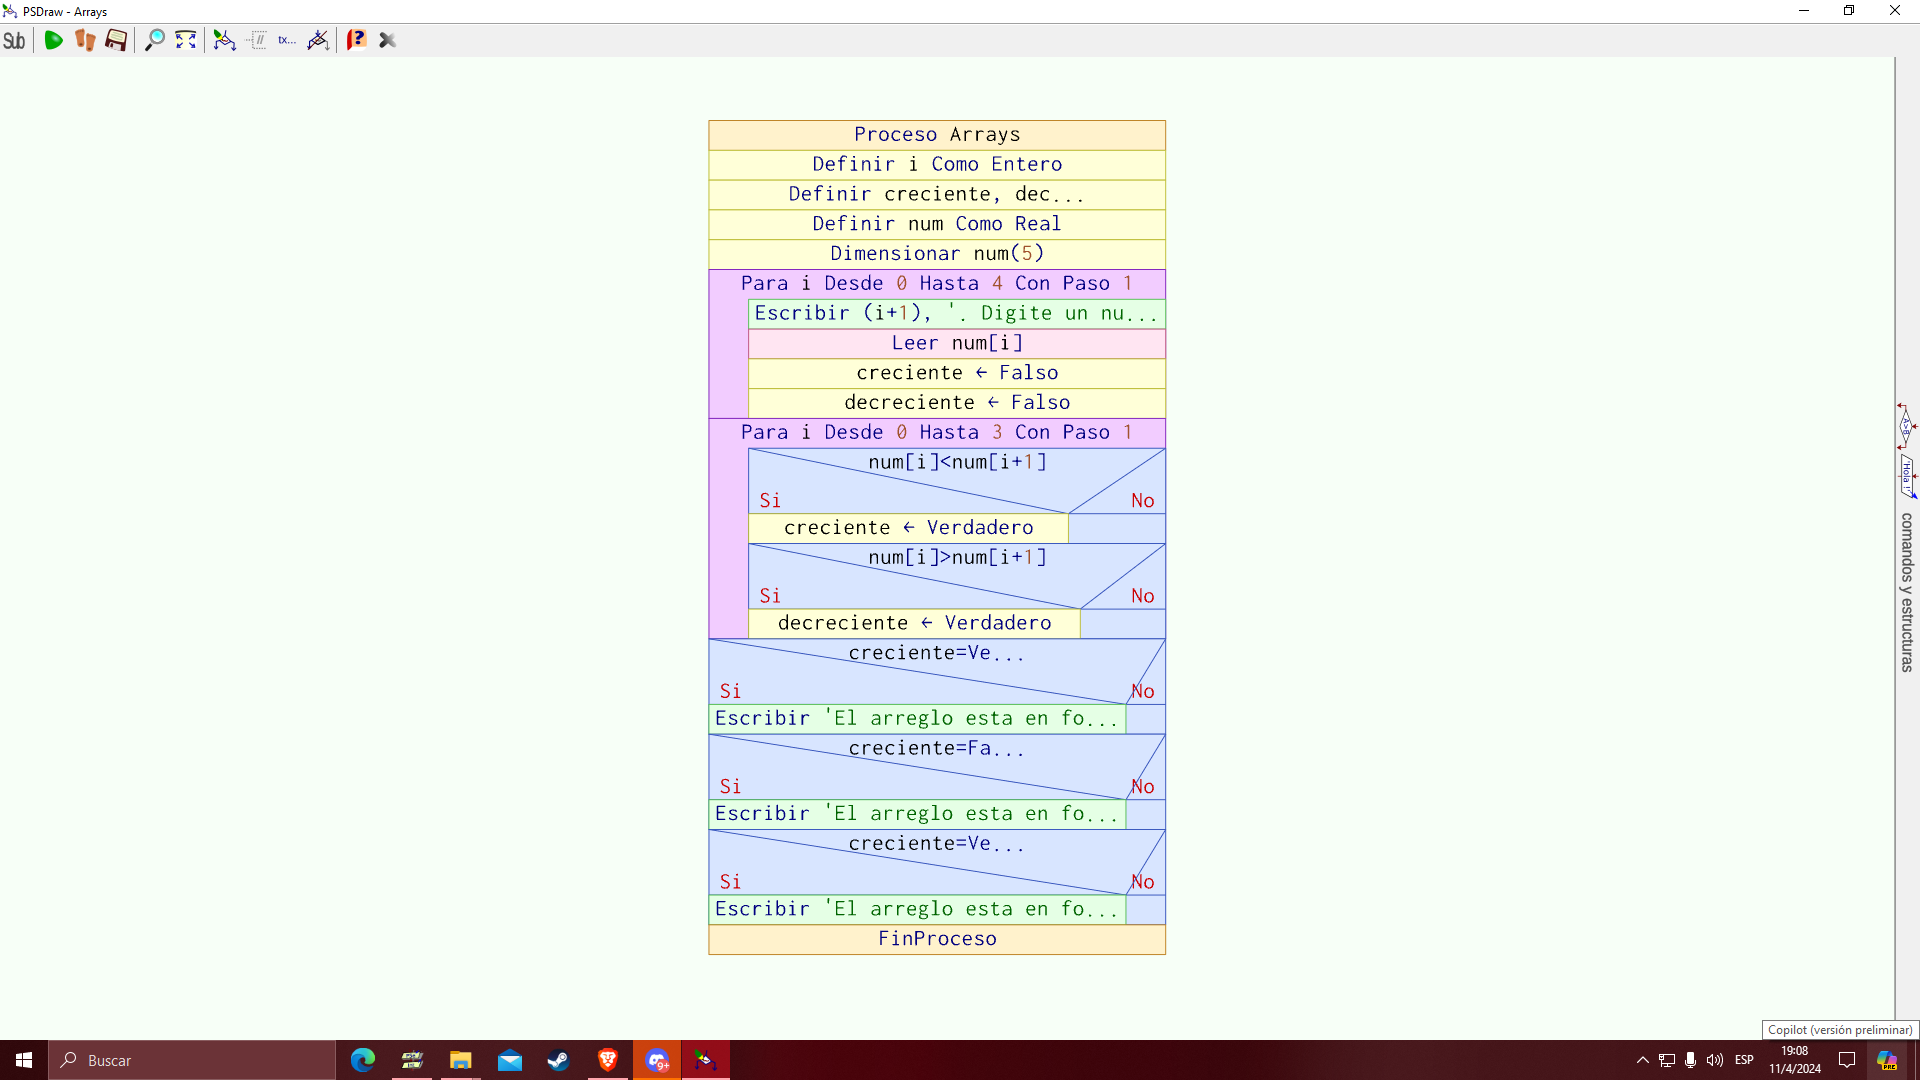 PSDraw - Arrays
Sub
tx...
Proceso Arrays
Definir i Como Entero
Definir creciente, dec...
Definir num Como Real
Dimensionar num(5)
Para i Desde 0 Hasta 4 Con Paso 1
Escribir (i+1), '. Digite un nu...
Leer num[i]
creciente ← Falso
decreciente ← Falso
Para i Desde 0 Hasta 3 Con Paso 1
num[i]<num[i+1]
Si No
creciente ← Verdadero
num[i]>num[i+1]
Si No
decreciente ← Verdadero
creciente=Ve...
Si No
Escribir 'El arreglo esta en fo...
creciente=Fa...
Si No
Escribir 'El arreglo esta en fo...
creciente=Ve...
Si No
Escribir 'El arreglo esta en fo...
FinProceso
A>B
'Hola !'
comandos y estructuras
Copilot (versión preliminar)
Buscar
9+
ESP
19:08
11/4/2024
PRE